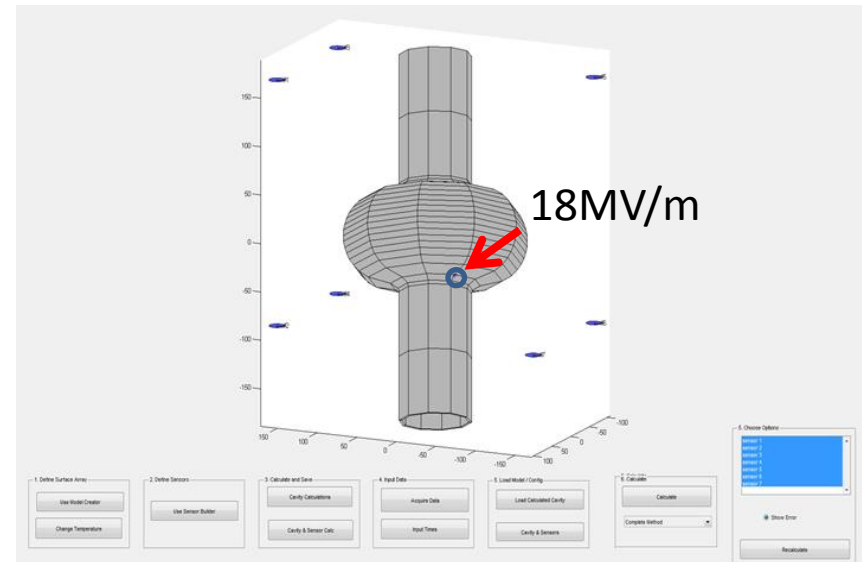 18MV/m
150
100
50
0
-50
-100
-150
150
100
50
0
-50
-100
-150
100
50
0
-50
-100
1. Define Surface Array
Use Model Creator
Change Temperature
2. Define Sensors
Use Sensor Builder
3. Calculate and Save
Cavity Calculations
Cavity & Sensor Calc
4. Input Data
Acquire Data
Input Times
5. Load Model / Config
Load Calculated Cavity
Cavity & Sensors
6. Calculate
Calculate
Complete Method
6. Choose Options
sensor 1
sensor 2
sensor 3
sensor 4
sensor 5
sensor 6
sensor 7
Show Error
Recalculate